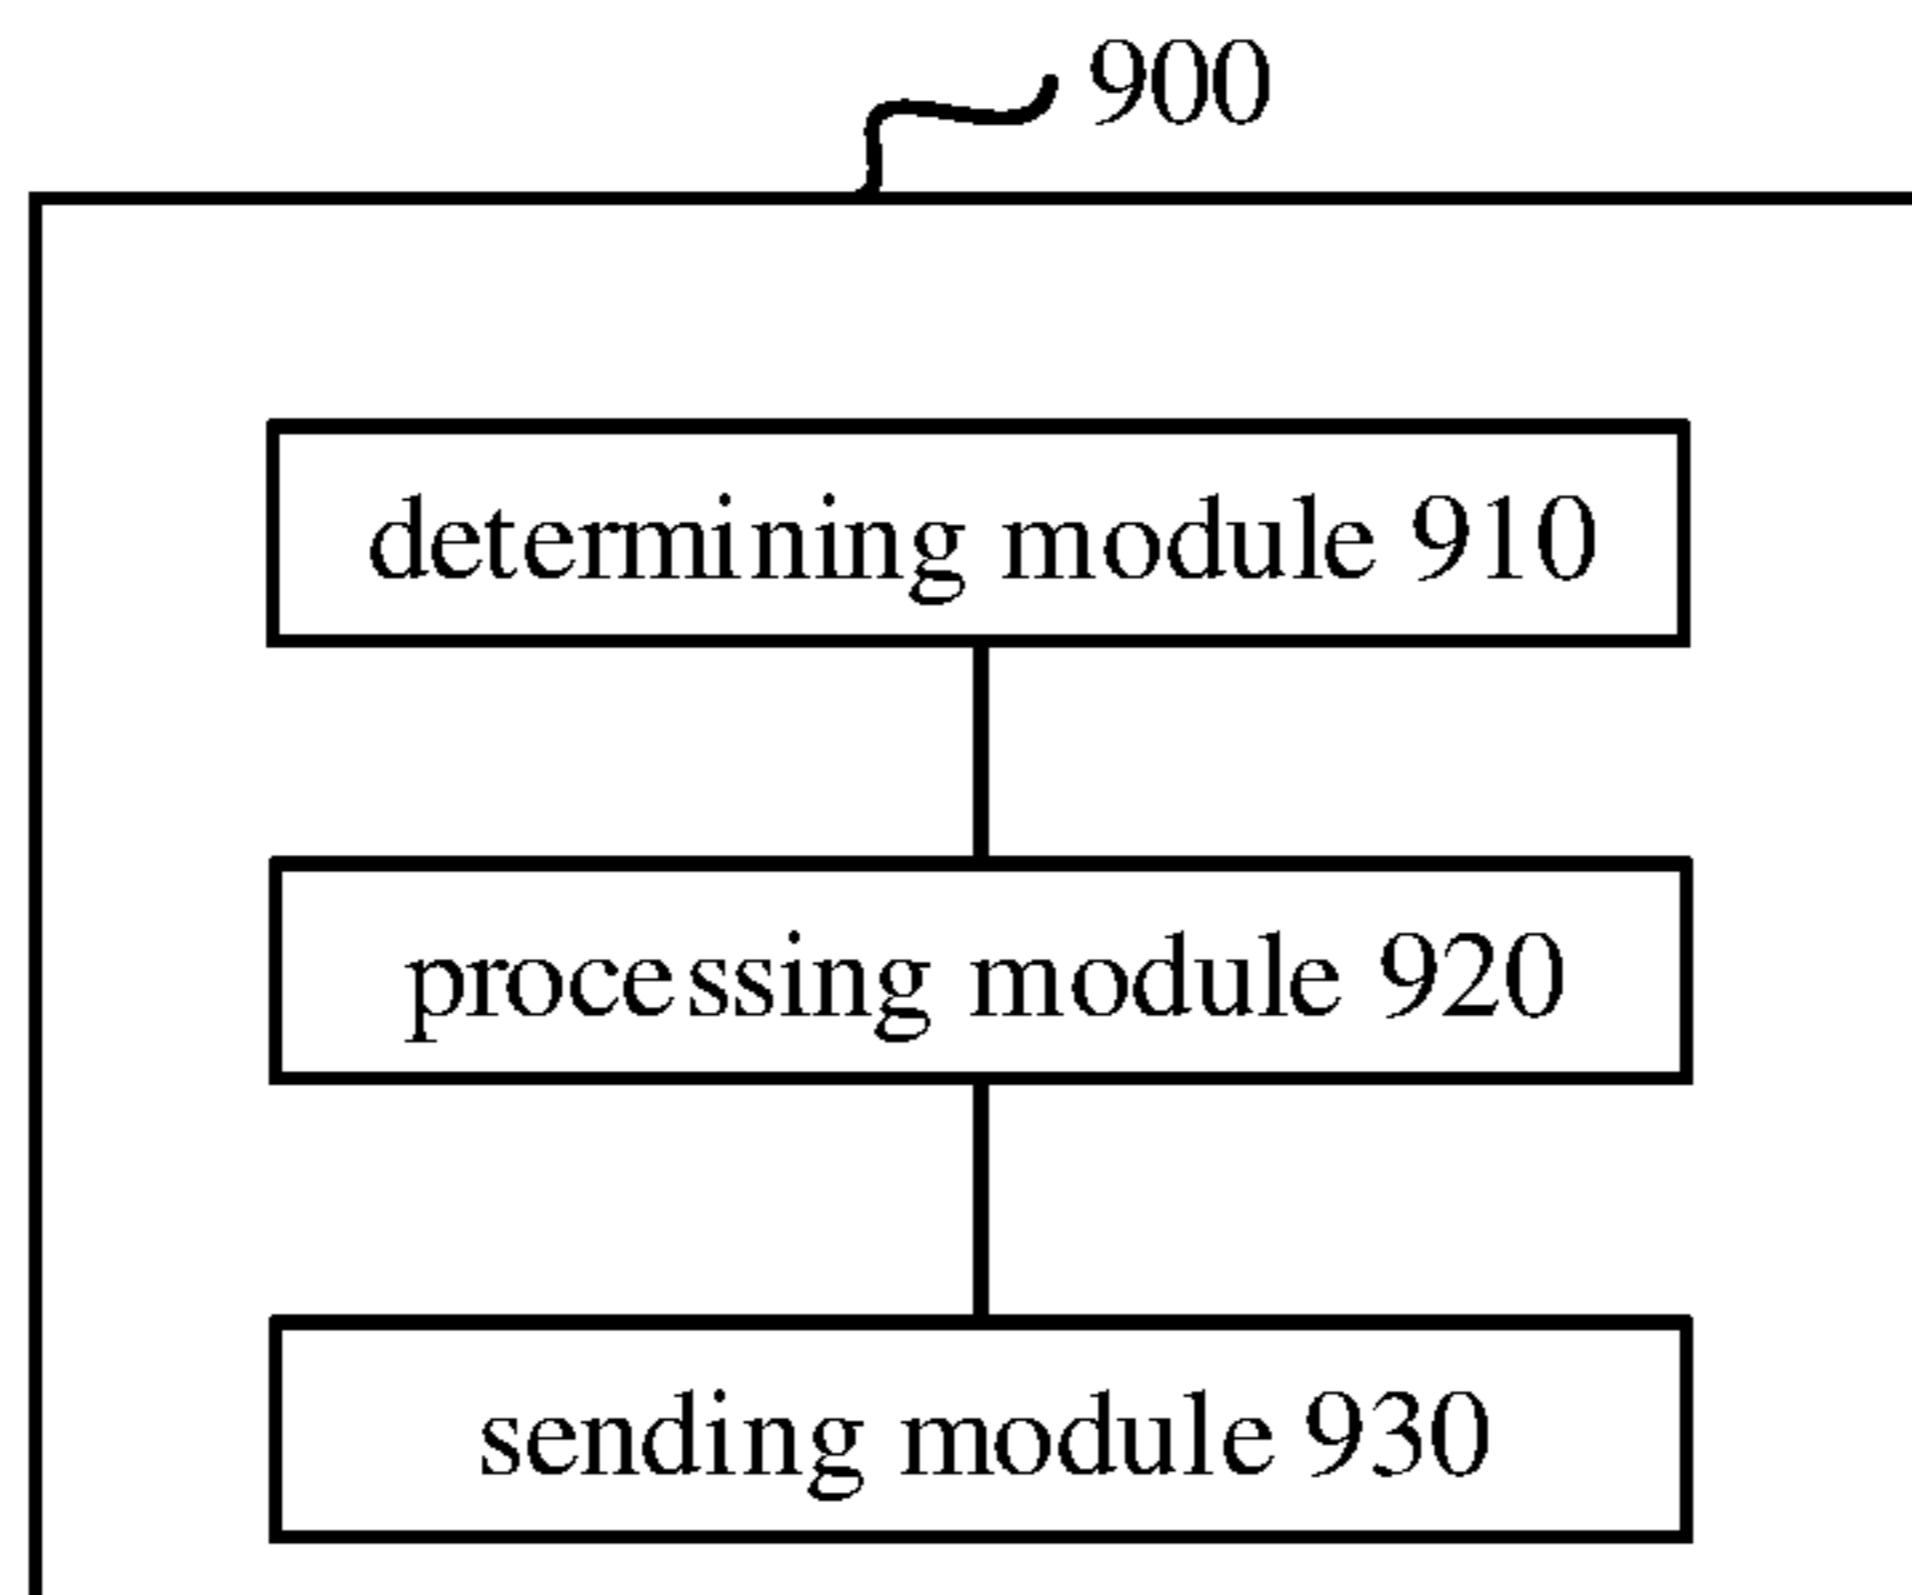 900
determining module 910
processing module 920
sending module 930